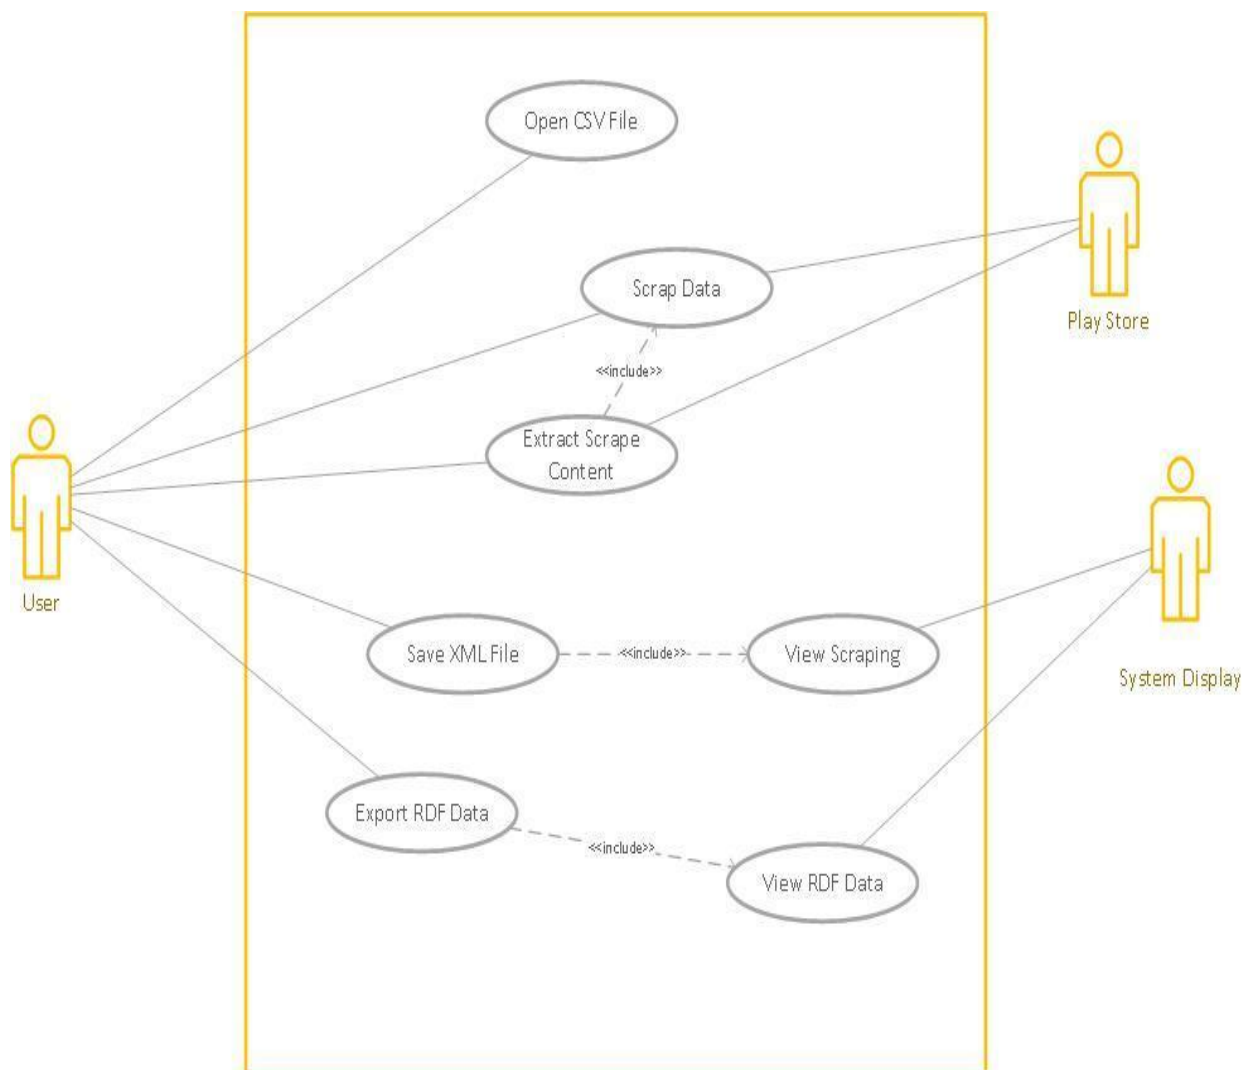 Open CSV File
Scrap Data
Play Store
<<include>>
Extract Scrape
Content
User
Save XML File
<<include>>
View Scraping
System Display
Export RDF Data
<<include>>
View RDF Data